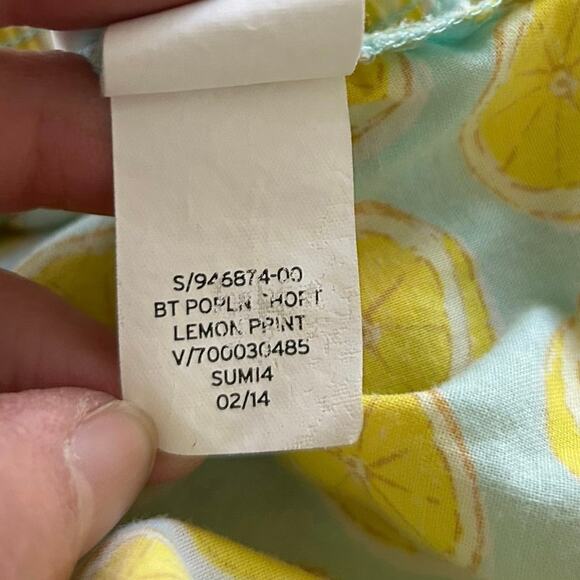 S/946874-00
BT POPLN SHORT
LEMON PRINT
V/700030485
SUM14
02/14